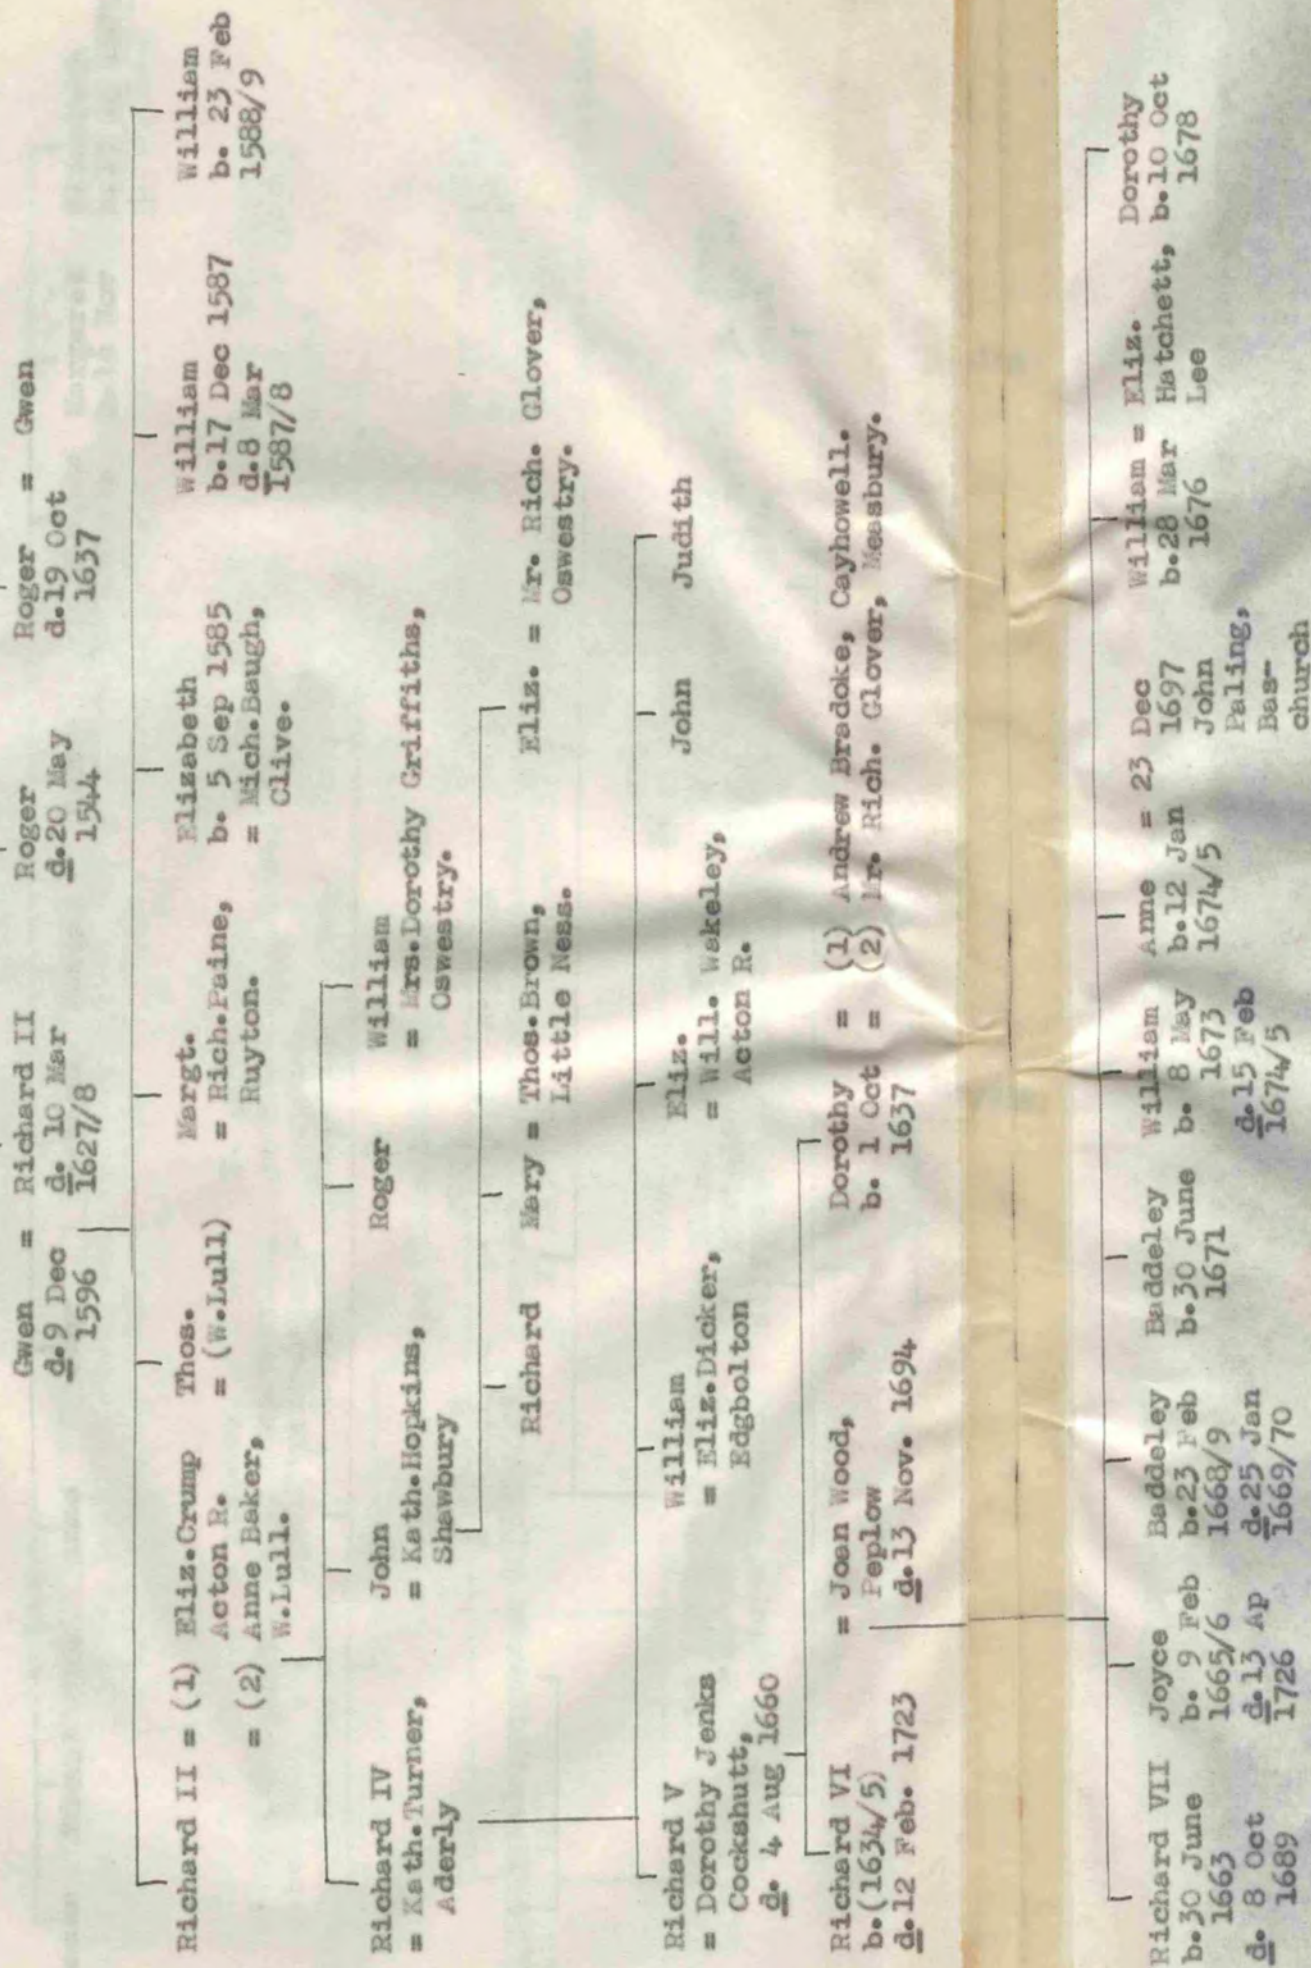 Gwen = Richard II
d. 9 Dec 1596
d. 10 Mar 1627/8
Roger
d.20 May
1544
Roger = Gwen
d.19 Oct
1637
Richard II = (1) Eliz.Crump
Acton R.
= (2) Anne Baker,
W.Lull.
Thos.
= (W.Lull)
Margt.
= Rich.Paine,
Ruyton.
Elizabeth
b. 5 Sep 1585
= Mich.Baugh,
Clive.
William
b.17 Dec 1587
d.8 Mar
1587/8
William
b. 23 Feb
1588/9
Richard IV
= Kath.Turner,
Aderly
John
= Kath.Hopkins,
Shawbury
Roger
William
= Mrs.Dorothy Griffiths,
Oswestry.
Richard
Mary = Thos.Brown,
Little Ness.
Eliz. = Mr. Rich. Glover,
Oswestry.
Richard V
= Dorothy Jenks
Cockshutt,
d. 4 Aug 1660
William
= Eliz.Dicker,
Edgbolton
Eliz.
= Will. Wakeley,
Acton R.
John
Judith
Richard VI
b.(1634/5)
d.12 Feb. 1723
= Joan Wood,
Peplow
d.13 Nov. 1694
Dorothy = (1) Andrew Bradoke, Cayhowell.
b. 1 Oct = (2) Mr. Rich. Glover, Measbury.
1637
Richard VII
b.30 June
1663
d. 8 Oct
1689
Joyce
b. 9 Feb
1665/6
d.13 Ap
1726
Baddeley
b.23 Feb
1668/9
d.25 Jan
1669/70
Baddeley
b.30 June
1671
William
b. 8 May
1673
d.15 Feb
1674/5
Anne = 23 Dec
b.12 Jan 1697
1674/5 John
Paling,
Bas-
church
William = Eliz.
b.28 Mar Hatchett,
1676 Lee
Dorothy
b.10 Oct
1678